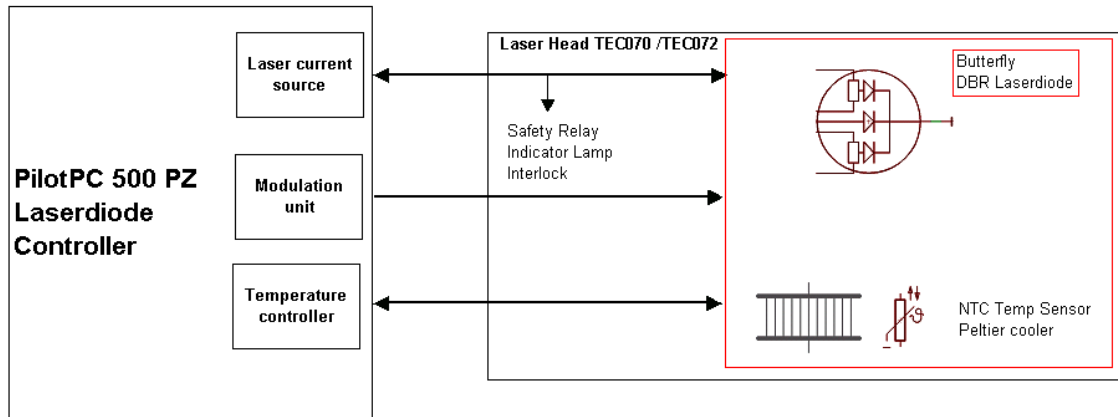 PilotPC 500 PZ
Laserdiode
Controller
Laser current
source
Modulation
unit
Temperature
controller
Laser Head TEC070 /TEC072
Safety Relay
Indicator Lamp
Interlock
Butterfly
DBR Laserdiode
ϑ
NTC Temp Sensor
Peltier cooler